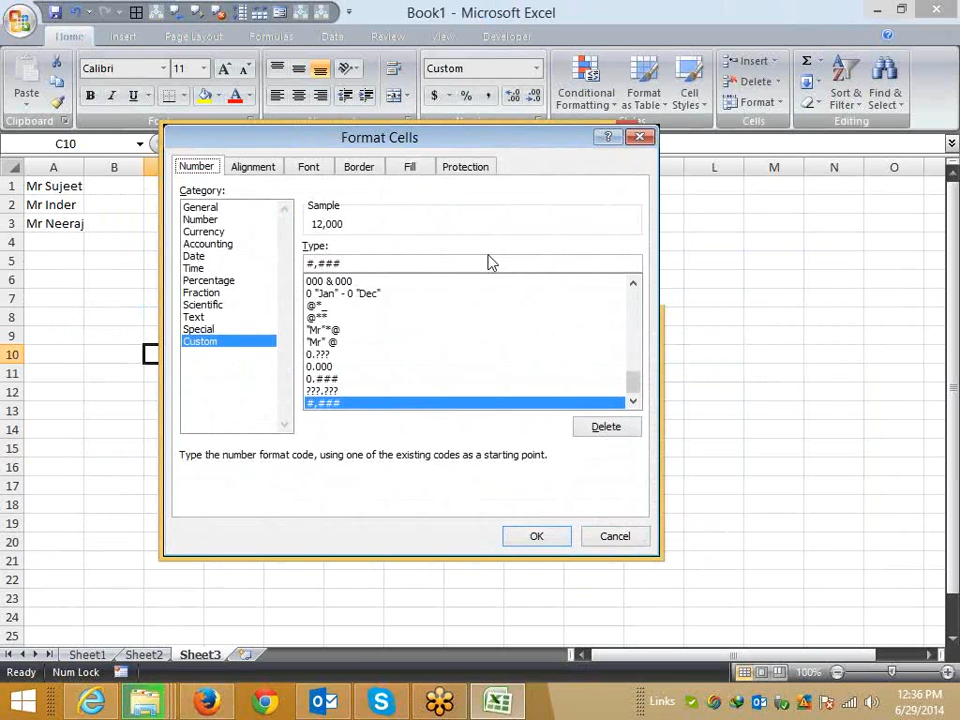 Book1 - Microsoft Excel
Home Insert Page Layout Formulas Data Review View Developer
Calibri 11 A A Custom
Paste B I U A $ % , .0 .00 .00 .0
Conditional Formatting Format as Table Cell Styles
Insert Delete Format
Σ Sort & Filter Find & Select
Clipboard Cells Editing
C10
L M N O
1 Mr Sujeet
2 Mr Inder
3 Mr Neeraj
4
5
6
7
8
9
10
11
12
13
14
15
16
17
18
19
20
21
22
23
24
25
A B
Format Cells
?
Number Alignment Font Border Fill Protection
Category:
General
Number
Currency
Accounting
Date
Time
Percentage
Fraction
Scientific
Text
Special
Custom
Sample
12,000
Type:
#,###
000 & 000
0 "Jan" - 0 "Dec"
@*_
@**
"Mr"*@
"Mr" @
0.???
0.000
0.###
???.???
#,###
Delete
Type the number format code, using one of the existing codes as a starting point.
OK Cancel
Sheet1 Sheet2 Sheet3
Ready Num Lock 100%
Links
12:36 PM
6/29/2014